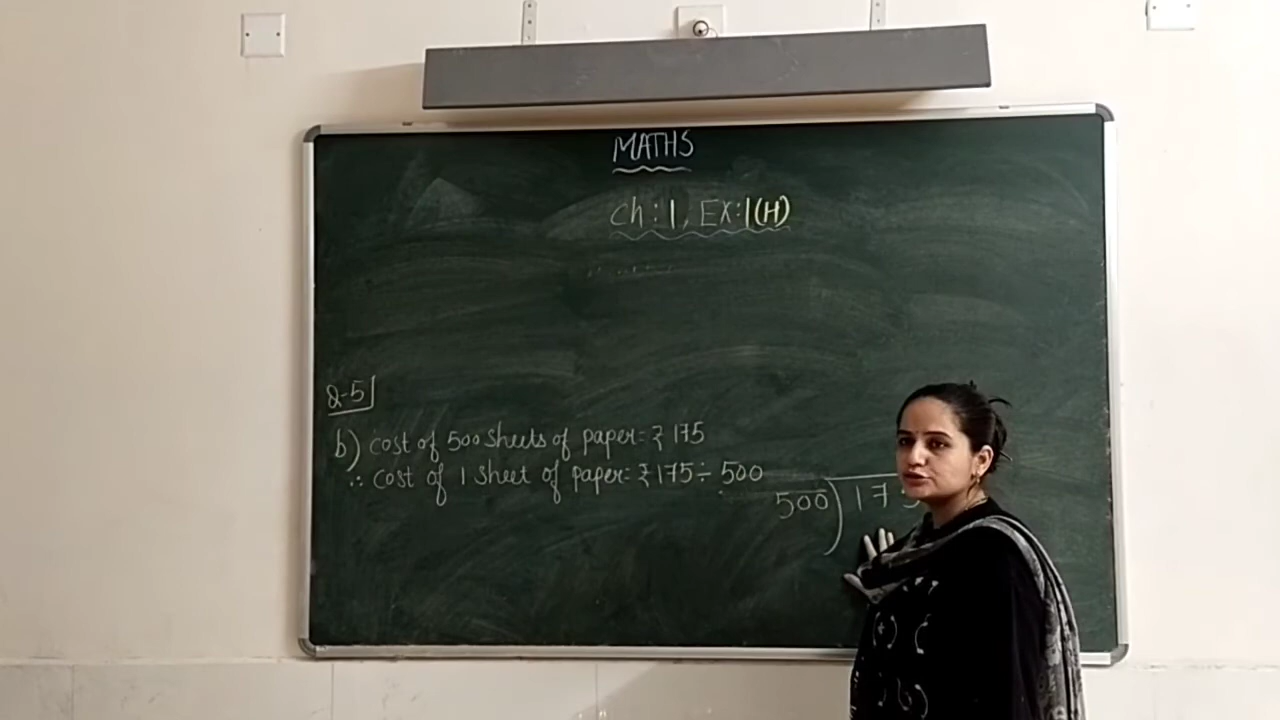 MATHS
Ch : 1, EX:1(H)
Q-5
b) cost of 500 sheets of paper = ₹ 175
∴ cost of 1 sheet of paper = ₹ 175 ÷ 500
500) 175